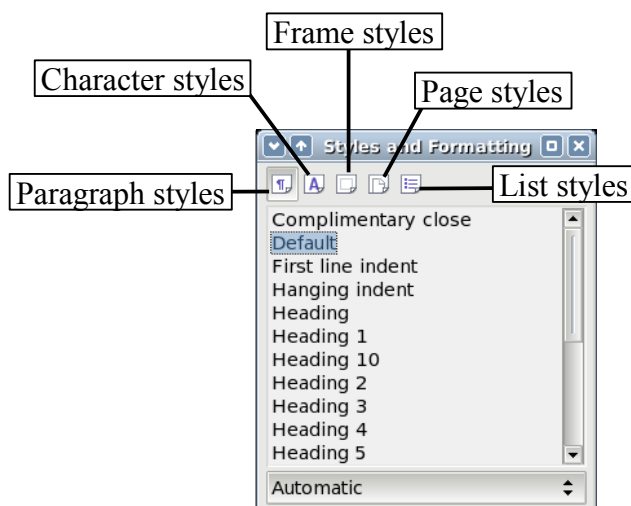 Frame styles
Character styles
Page styles
Styles and Formatting
Paragraph styles
List styles
Complimentary close
Default
First line indent
Hanging indent
Heading
Heading 1
Heading 10
Heading 2
Heading 3
Heading 4
Heading 5
Automatic